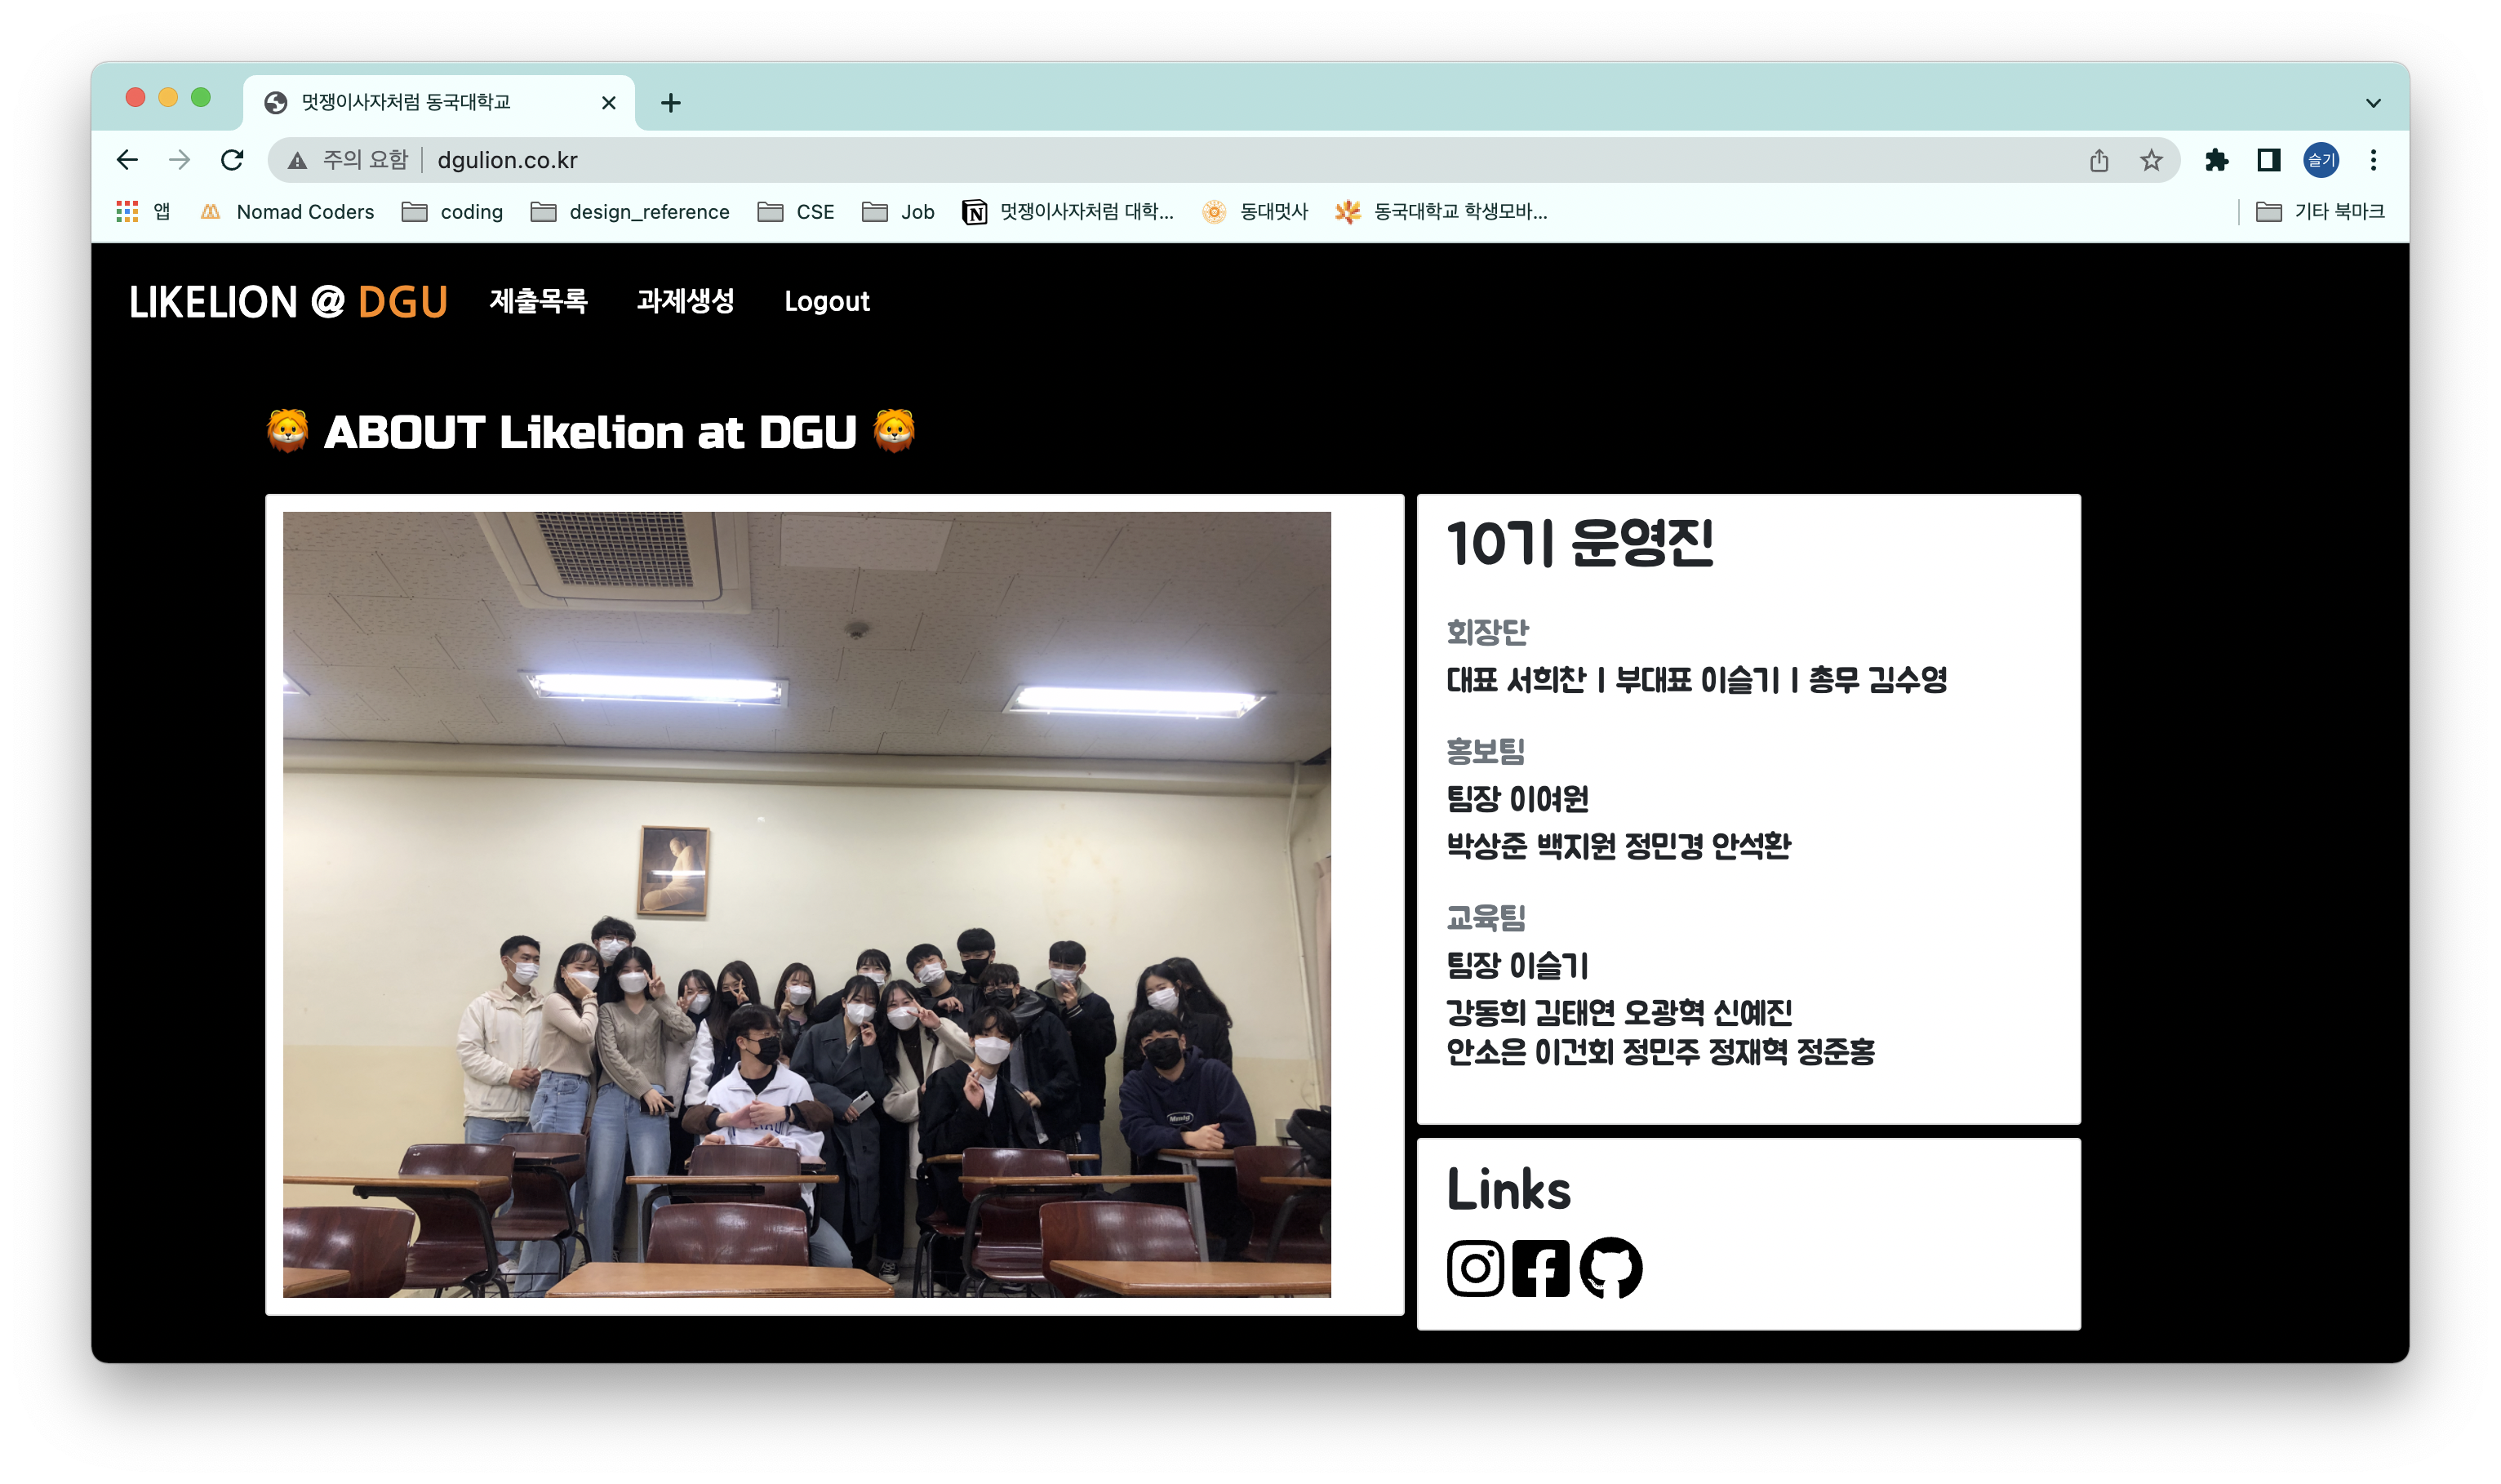 멋쟁이사자처럼 동국대학교
주의 요함 dgulion.co.kr 슬기
앱 Nomad Coders coding design_reference CSE Job 멋쟁이사자처럼 대학... 동대멋사 동국대학교 학생모바... 기타 북마크
LIKELION @ DGU 제출목록 과제생성 Logout
🦁 ABOUT Likelion at DGU 🦁
10기 운영진
회장단
대표 서희찬 | 부대표 이슬기 | 총무 김수영
홍보팀
팀장 이여원
박상준 백지원 정민경 안석환
교육팀
팀장 이슬기
강동희 김태연 오광혁 신예진
안소은 이건회 정민주 정재혁 정준홍
Links